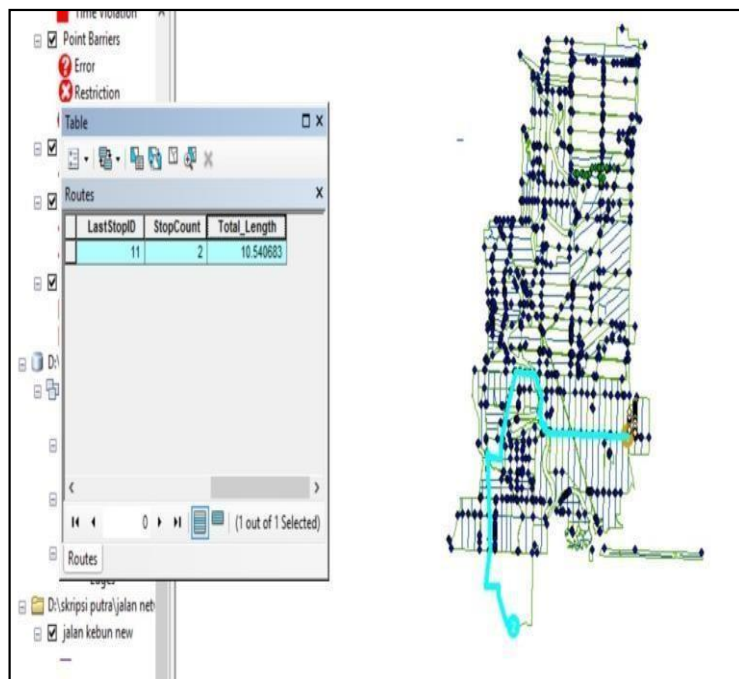 Time Violation
Point Barriers
Error
Restriction
Table
Routes
LastStopID StopCount Total_Length
11 2 10.540683
0 (1 out of 1 Selected)
Routes
D:\
D:\skripsi putra\jalan net
jalan kebun new